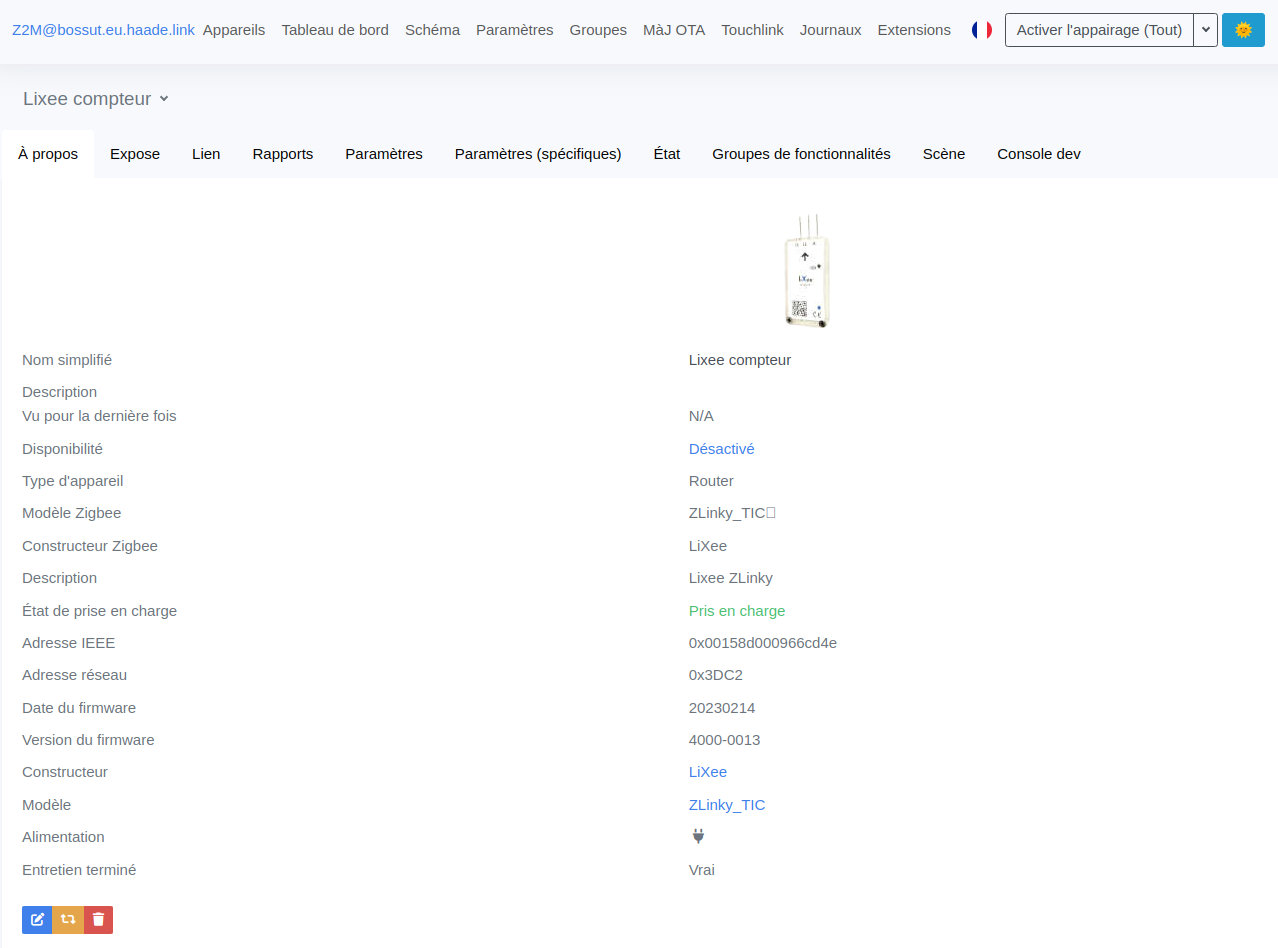 Z2M@bossut.eu.haade.link Appareils Tableau de bord Schéma Paramètres Groupes MàJ OTA Touchlink Journaux Extensions Activer l'appairage (Tout)
Lixee compteur
À propos Expose Lien Rapports Paramètres Paramètres (spécifiques) État Groupes de fonctionnalités Scène Console dev
LiXee
Nom simplifié Lixee compteur
Description
Vu pour la dernière fois N/A
Disponibilité Désactivé
Type d'appareil Router
Modèle Zigbee ZLinky_TIC
Constructeur Zigbee LiXee
Description Lixee ZLinky
État de prise en charge Pris en charge
Adresse IEEE 0x00158d000966cd4e
Adresse réseau 0x3DC2
Date du firmware 20230214
Version du firmware 4000-0013
Constructeur LiXee
Modèle ZLinky_TIC
Alimentation
Entretien terminé Vrai